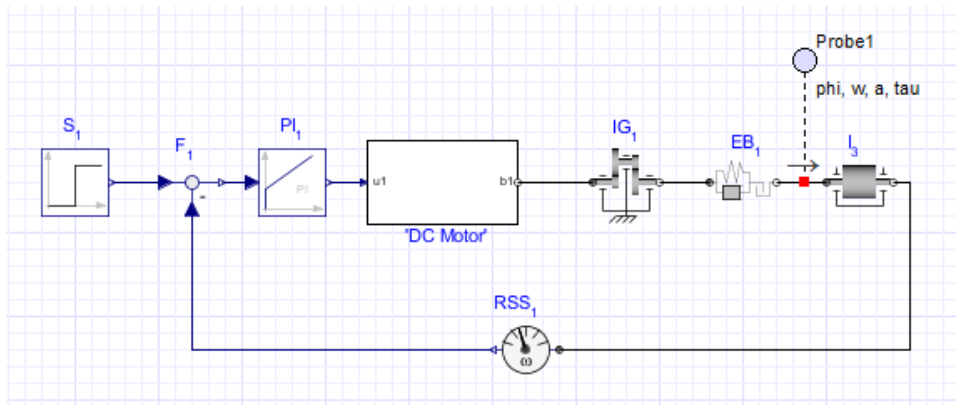 Probe1
phi, w, a, tau
S₁
F₁
PI₁
IG₁
EB₁
I₃
PI
u1
b1
'DC Motor'
-
RSS₁
ω